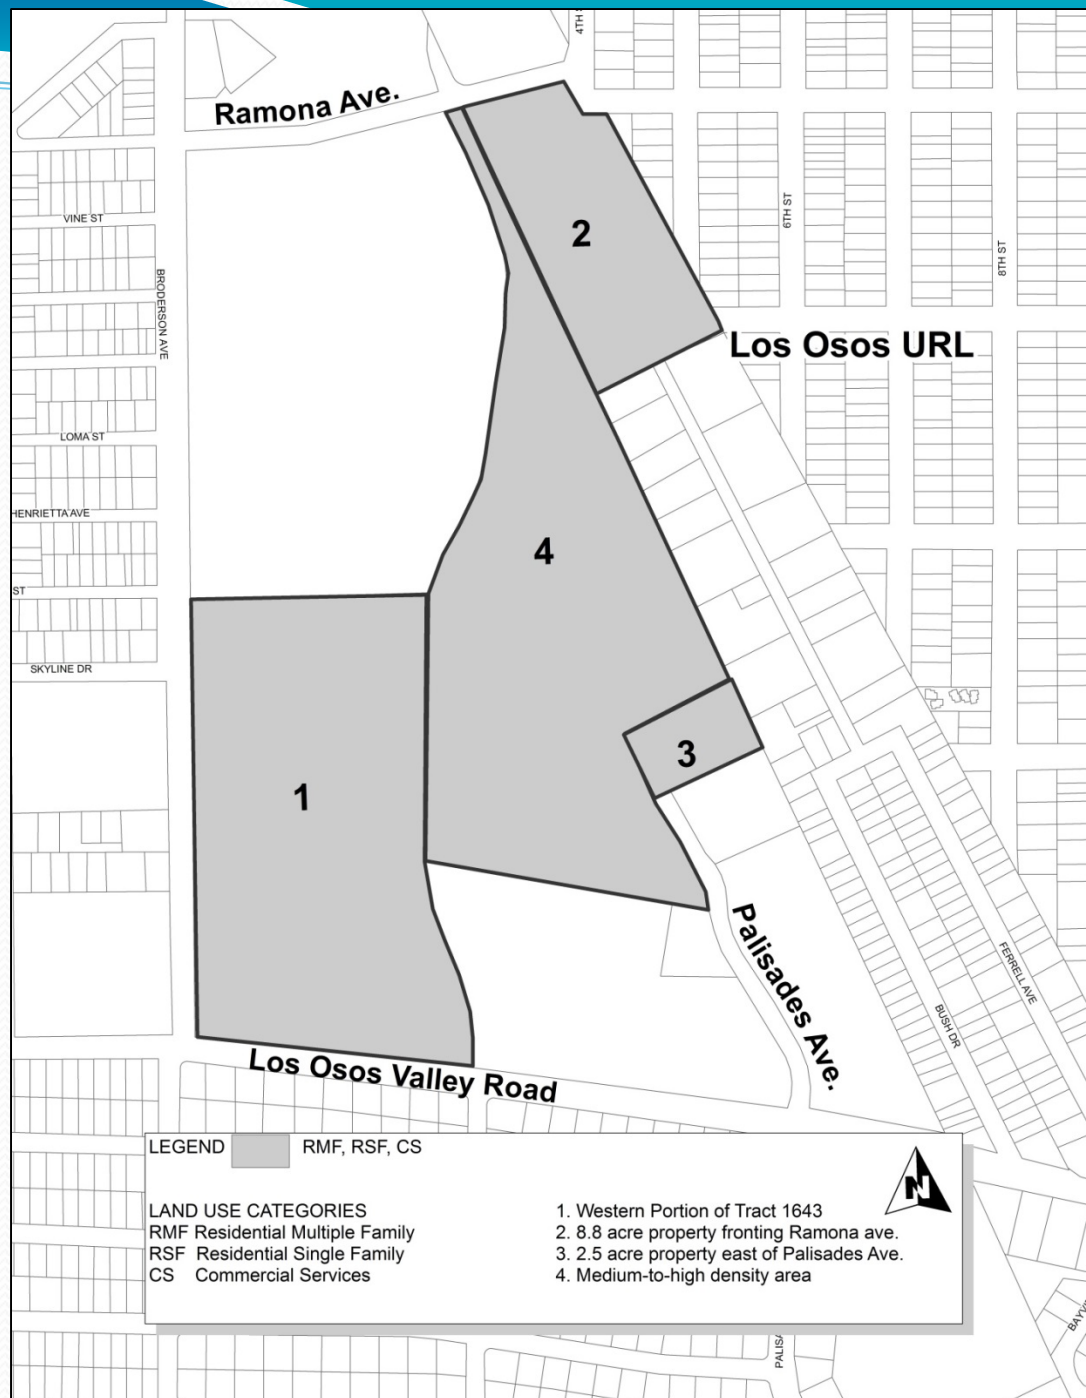 4TH S
Ramona Ave.
VINE ST
BRODERSON AVE
2
6TH ST
8TH ST
Los Osos URL
LOMA ST
HENRIETTA AVE
4
ST
SKYLINE DR
3
1
Palisades Ave.
FERRELL AVE
BUSH DR
Los Osos Valley Road
LEGEND RMF, RSF, CS
N
LAND USE CATEGORIES
RMF Residential Multiple Family
RSF Residential Single Family
CS Commercial Services
1. Western Portion of Tract 1643
2. 8.8 acre property fronting Ramona ave.
3. 2.5 acre property east of Palisades Ave.
4. Medium-to-high density area
PALISA
BAYV